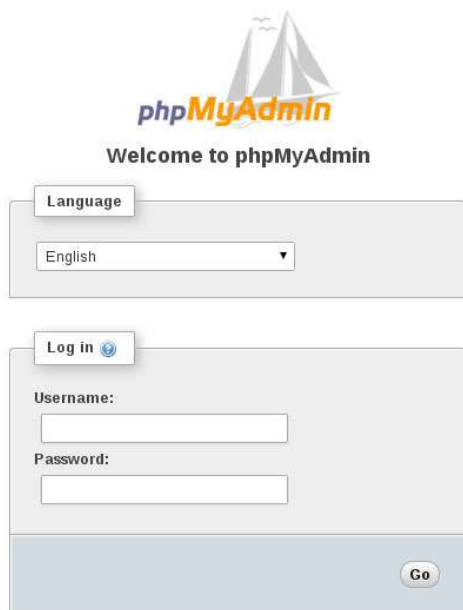 phpMyAdmin
Welcome to phpMyAdmin
Language
English
Log in
Username:
Password:
Go